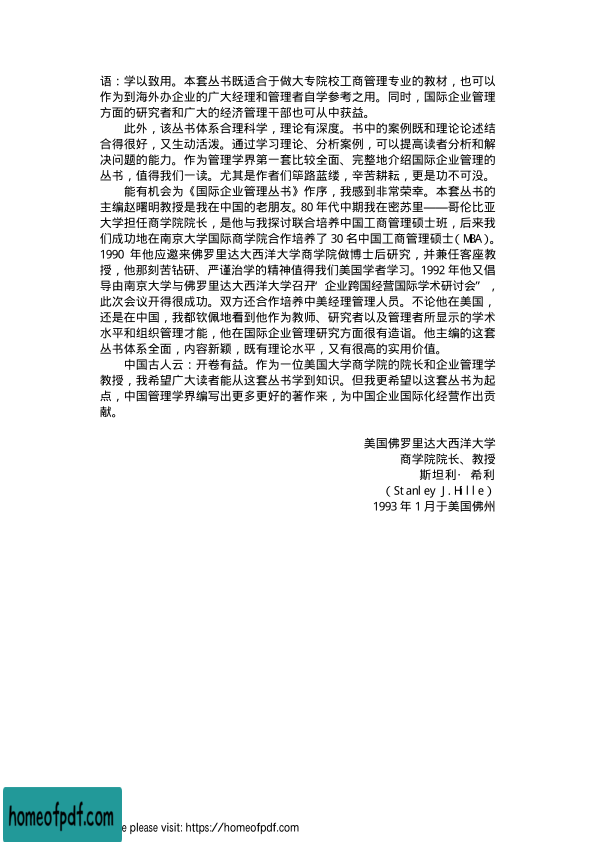 语：学以致用。本套丛书既适合于做大专院校工商管理专业的教材，也可以
作为到海外办企业的广大经理和管理者自学参考之用。同时，国际企业管理
方面的研究者和广大的经济管理干部也可从中获益。
此外，该丛书体系合理科学，理论有深度。书中的案例既和理论论述结
合得很好，又生动活泼。通过学习理论、分析案例，可以提高读者分析和解
决问题的能力。作为管理学界第一套比较全面、完整地介绍国际企业管理的
丛书，值得我们一读。尤其是作者们筚路蓝缕，辛苦耕耘，更是功不可没。
能有机会为《国际企业管理丛书》作序，我感到非常荣幸。本套丛书的
主编赵曙明教授是我在中国的老朋友。80 年代中期我在密苏里——哥伦比亚
大学担任商学院院长，是他与我探讨联合培养中国工商管理硕士班，后来我
们成功地在南京大学国际商学院合作培养了 30 名中国工商管理硕士（MBA）。
1990 年他应邀来佛罗里达大西洋大学商学院做博士后研究，并兼任客座教
授，他那刻苦钻研、严谨治学的精神值得我们美国学者学习。1992 年他又倡
导由南京大学与佛罗里达大西洋大学召开“企业跨国经营国际学术研讨会”，
此次会议开得很成功。双方还合作培养中美经理管理人员。不论他在美国，
还是在中国，我都钦佩地看到他作为教师、研究者以及管理者所显示的学术
水平和组织管理才能，他在国际企业管理研究方面很有造诣。他主编的这套
丛书体系全面，内容新颖，既有理论水平，又有很高的实用价值。
中国古人云：开卷有益。作为一位美国大学商学院的院长和企业管理学
教授，我希望广大读者能从这套丛书学到知识。但我更希望以这套丛书为起
点，中国管理学界编写出更多更好的著作来，为中国企业国际化经营作出贡
献。
美国佛罗里达大西洋大学
商学院院长、教授
斯坦利·希利
（Stanley J.Hille）
1993 年 1 月于美国佛州
homeofpdf.com
please visit: https://homeofpdf.com